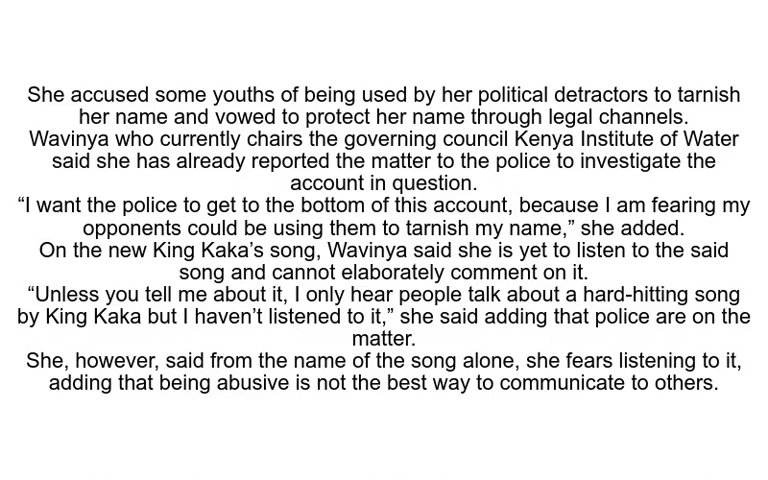 She accused some youths of being used by her political detractors to tarnish
her name and vowed to protect her name through legal channels.
Wavinya who currently chairs the governing council Kenya Institute of Water
said she has already reported the matter to the police to investigate the
account in question.
“I want the police to get to the bottom of this account, because I am fearing my
opponents could be using them to tarnish my name,” she added.
On the new King Kaka’s song, Wavinya said she is yet to listen to the said
song and cannot elaborately comment on it.
“Unless you tell me about it, I only hear people talk about a hard-hitting song
by King Kaka but I haven’t listened to it,” she said adding that police are on the
matter.
She, however, said from the name of the song alone, she fears listening to it,
adding that being abusive is not the best way to communicate to others.